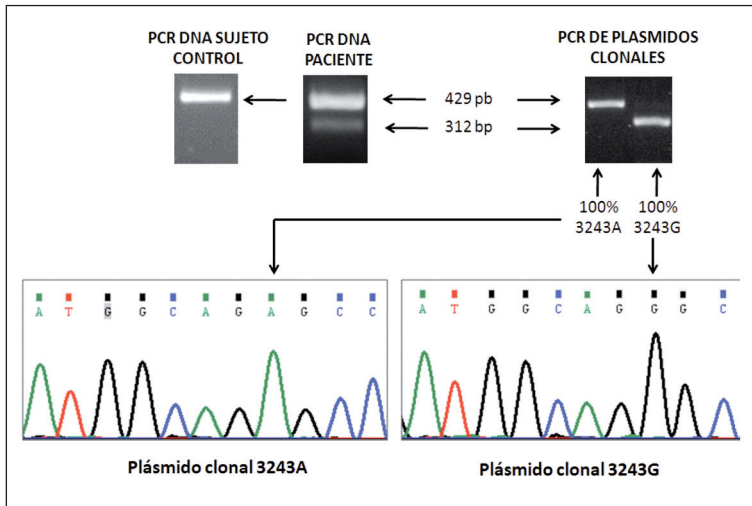 PCR DNA SUJETO
CONTROL
PCR DNA
PACIENTE
PCR DE PLASMIDOS
CLONALES
429 pb
312 bp
100%
3243A
100%
3243G
A T G G C A G A G C C
A T G G C A G G G C
Plásmido clonal 3243A
Plásmido clonal 3243G